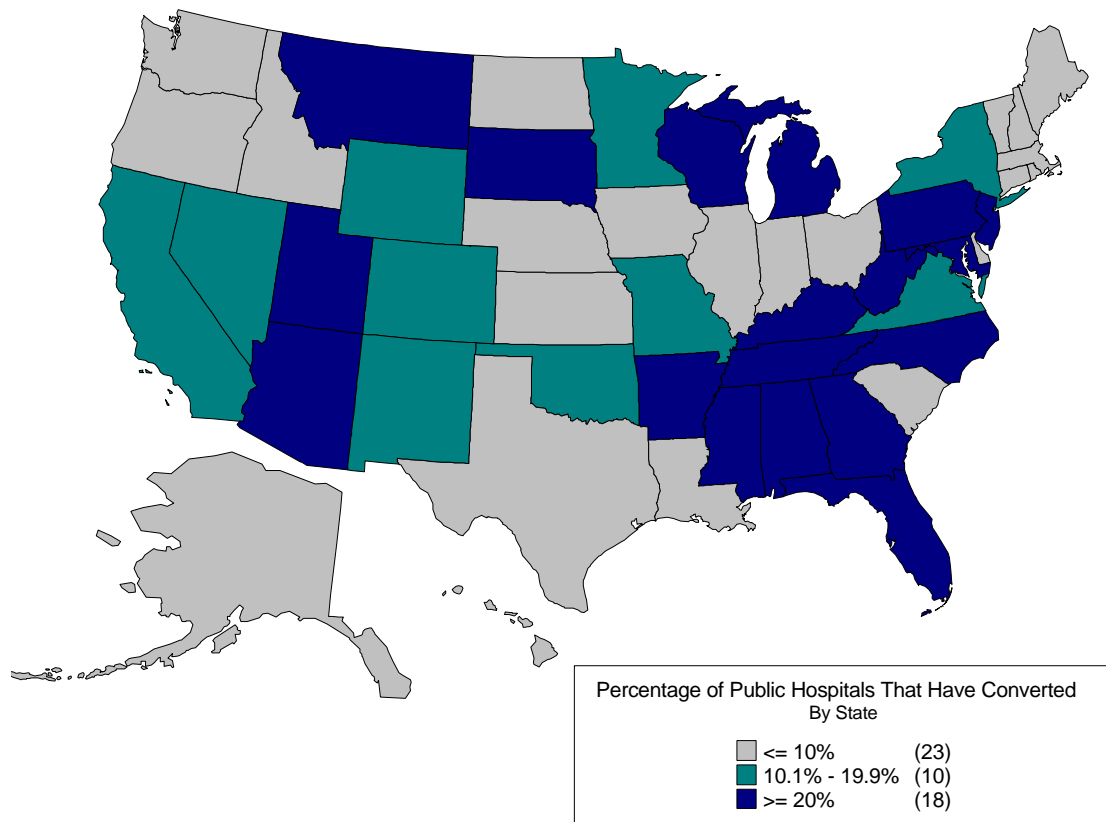 Percentage of Public Hospitals That Have Converted
By State
<= 10% (23)
10.1% - 19.9% (10)
>= 20% (18)